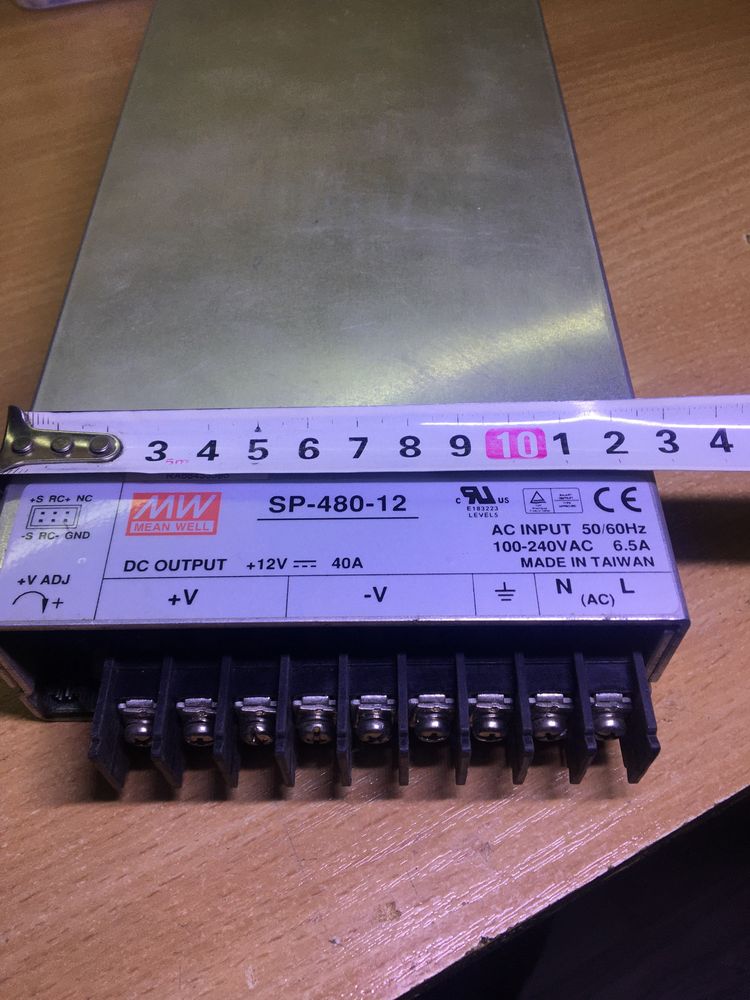 3 4 5 6 7 8 9 10 1 2 3 4
5m
+S RC+ NC
-S RC- GND
+V ADJ
+
MW
MEAN WELL
SP-480-12
DC OUTPUT +12V 40A
c RU US
E183223
LEVEL5
CE
AC INPUT 50/60Hz
100-240VAC 6.5A
MADE IN TAIWAN
+V -V N L
(AC)